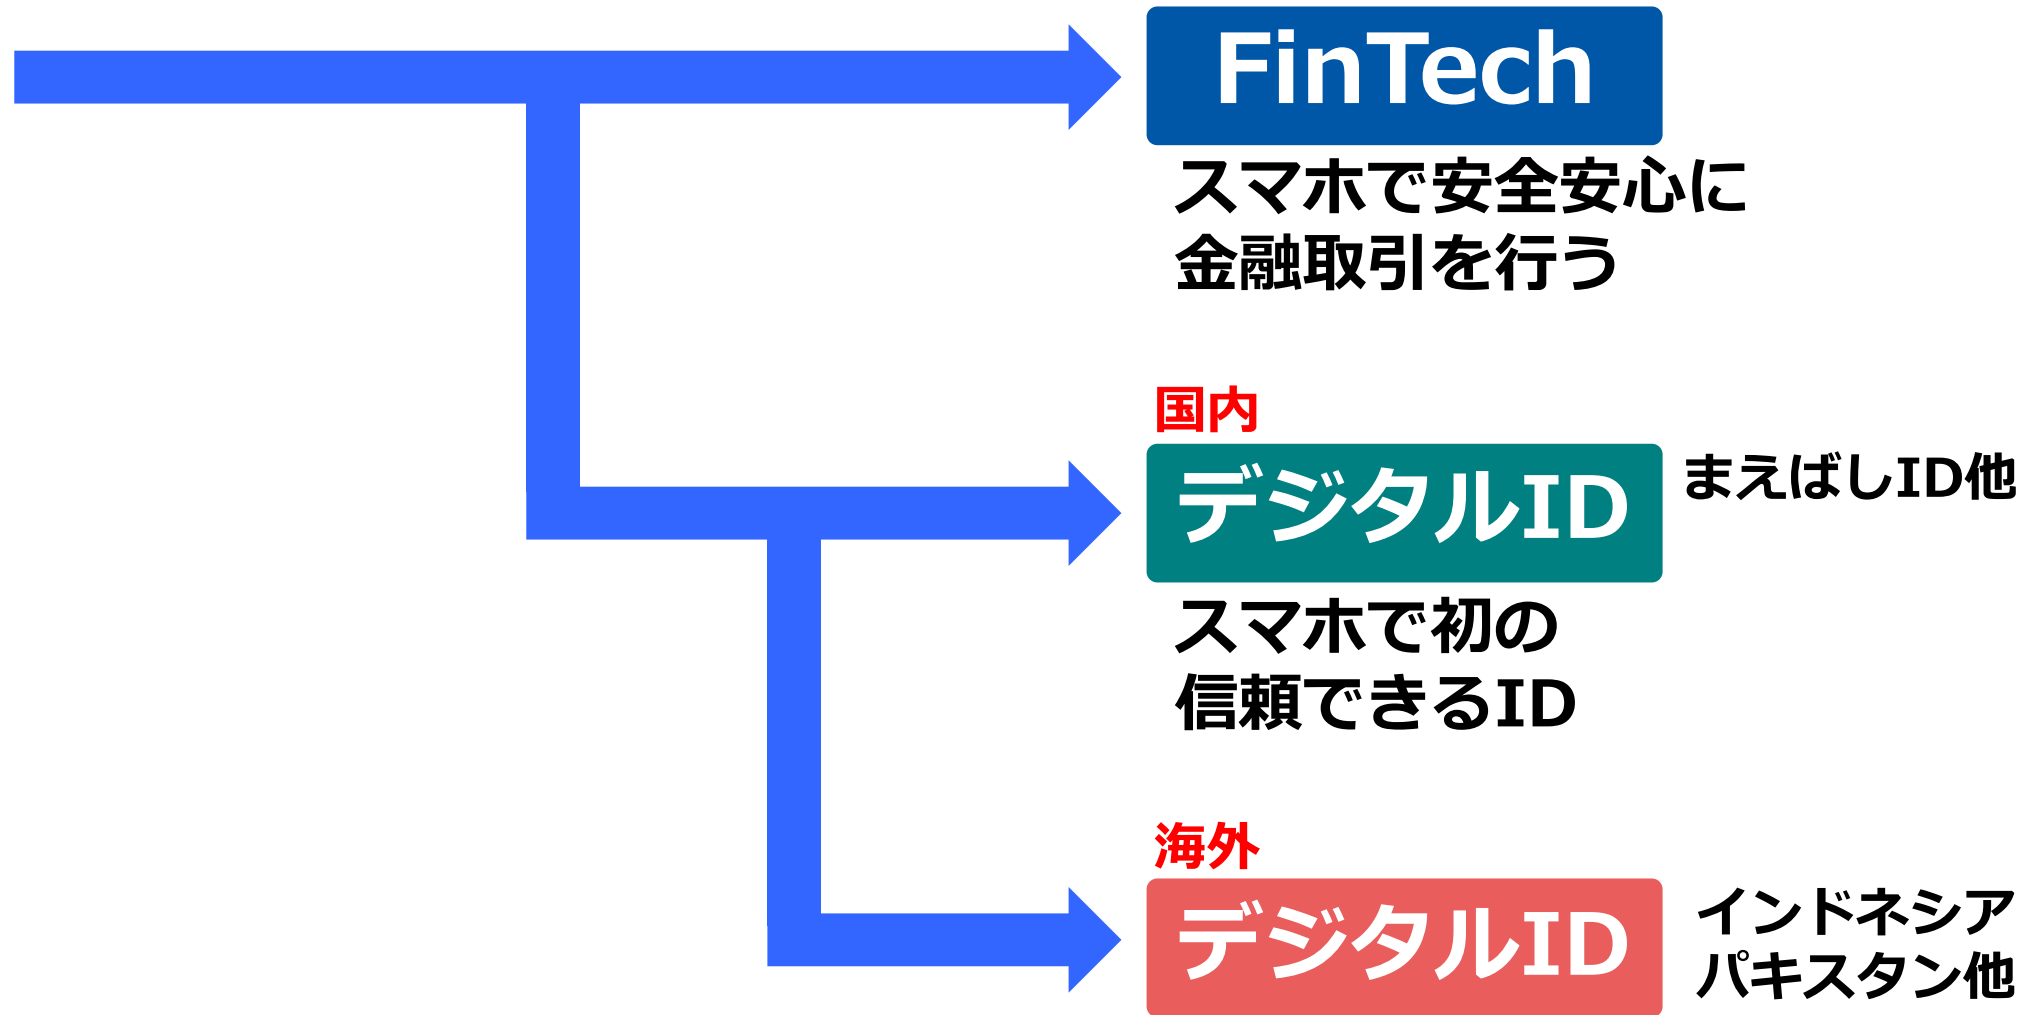 FinTech
スマホで安全安心に
金融取引を行う
国内
デジタルID
まえばしID他
スマホで初の
信頼できるID
海外
デジタルID
インドネシア
パキスタン他